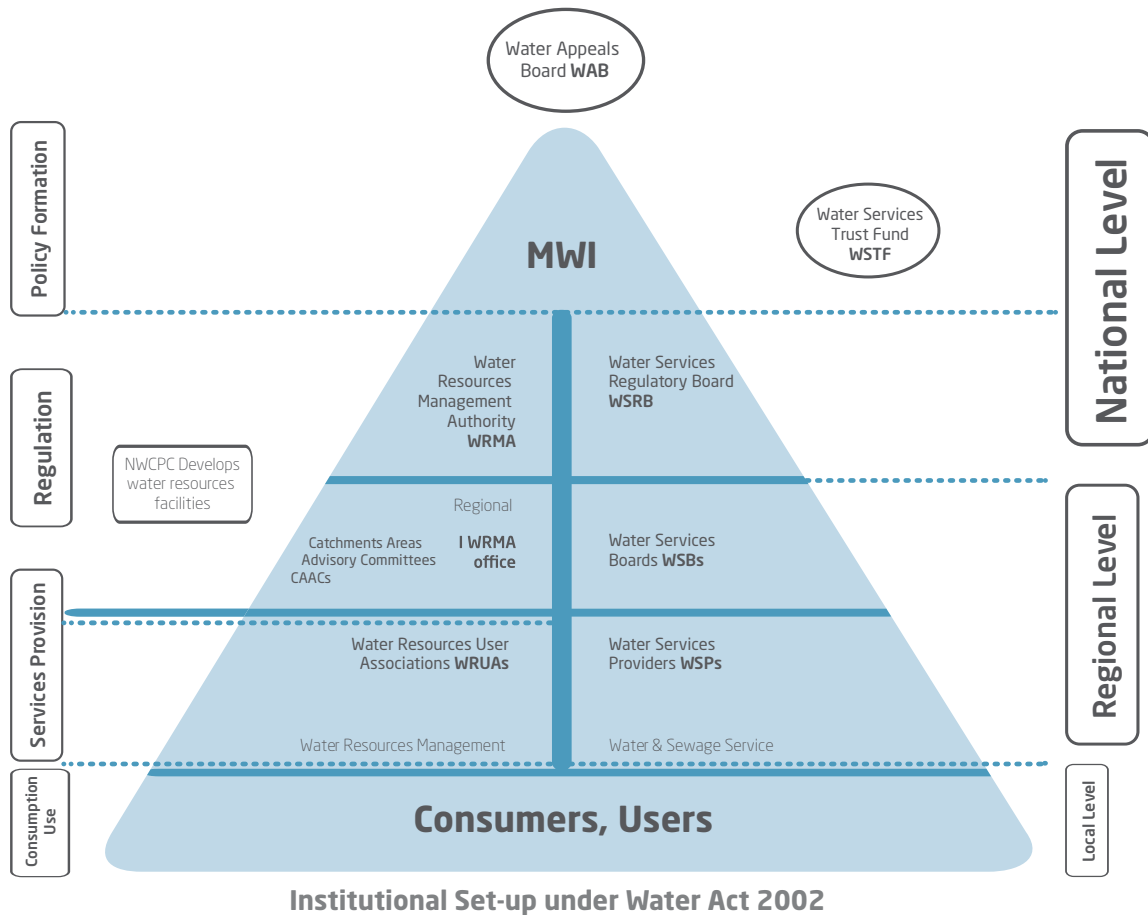 Water Appeals
Board WAB
Policy Formation
National Level
Water Services
Trust Fund
WSTF
MWI
Water
Resources
Management
Authority
WRMA
Water Services
Regulatory Board
WSRB
Regulation
NWCPC Develops
water resources
facilities
Regional
I WRMA
office
Catchments Areas
Advisory Committees
CAACs
Water Services
Boards WSBs
Regional Level
Services Provision
Water Resources User
Associations WRUAs
Water Services
Providers WSPs
Water Resources Management
Water & Sewage Service
Consumption
Use
Consumers, Users
Local Level
Institutional Set-up under Water Act 2002